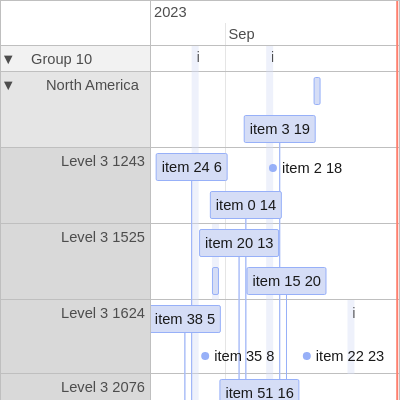 2023
Sep
▼ Group 10
i
i
▼ North America
item 3 19
Level 3 1243
item 24 6
item 2 18
item 0 14
Level 3 1525
item 20 13
item 15 20
Level 3 1624
item 38 5
i
item 35 8
item 22 23
Level 3 2076
item 51 16